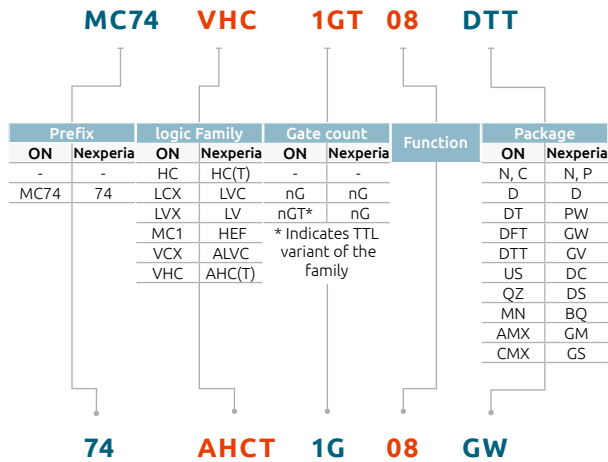 MC74 VHC 1GT 08 DTT
Prefix logic Family Gate count Function Package
ON Nexperia ON Nexperia ON Nexperia ON Nexperia
- - HC HC(T) - - N, C N, P
MC74 74 LCX LVC nG nG D D
LVX LV nGT* nG DT PW
MC1 HEF * Indicates TTL DFT GW
VCX ALVC variant of the DTT GV
VHC AHC(T) family US DC
QZ DS
MN BQ
AMX GM
CMX GS
74 AHCT 1G 08 GW